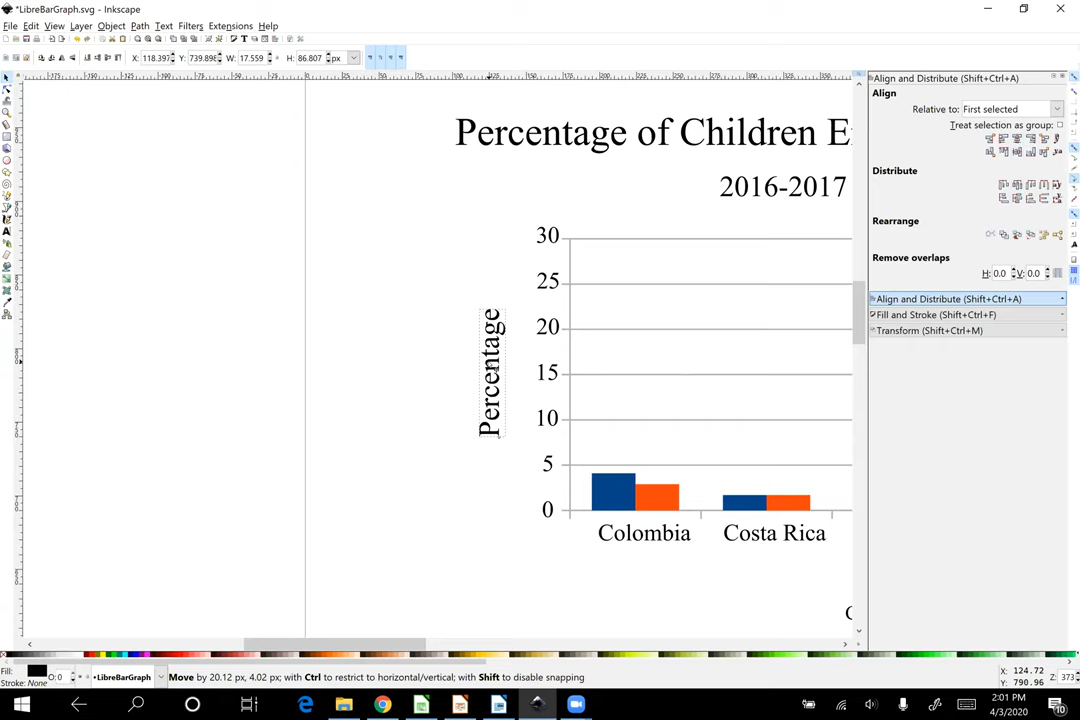 *LibreBarGraph.svg - Inkscape
File Edit View Layer Object Path Text Filters Extensions Help
X: 118.397 Y: 739.898 W: 17.559 H: 86.807 px
Align and Distribute (Shift+Ctrl+A)
Align
Relative to: First selected
Treat selection as group:
Distribute
Rearrange
Remove overlaps
H: 0.0 V: 0.0
Align and Distribute (Shift+Ctrl+A)
Fill and Stroke (Shift+Ctrl+F)
Transform (Shift+Ctrl+M)
Percentage of Children E
2016-2017
Percentage
30
25
20
15
10
5
0
Colombia Costa Rica
Fill:
Stroke: None
O: 0
•LibreBarGraph
Move by 20.12 px, 4.02 px; with Ctrl to restrict to horizontal/vertical; with Shift to disable snapping
X: 124.72
Y: 790.96
Z: 373
2:01 PM
4/3/2020
10